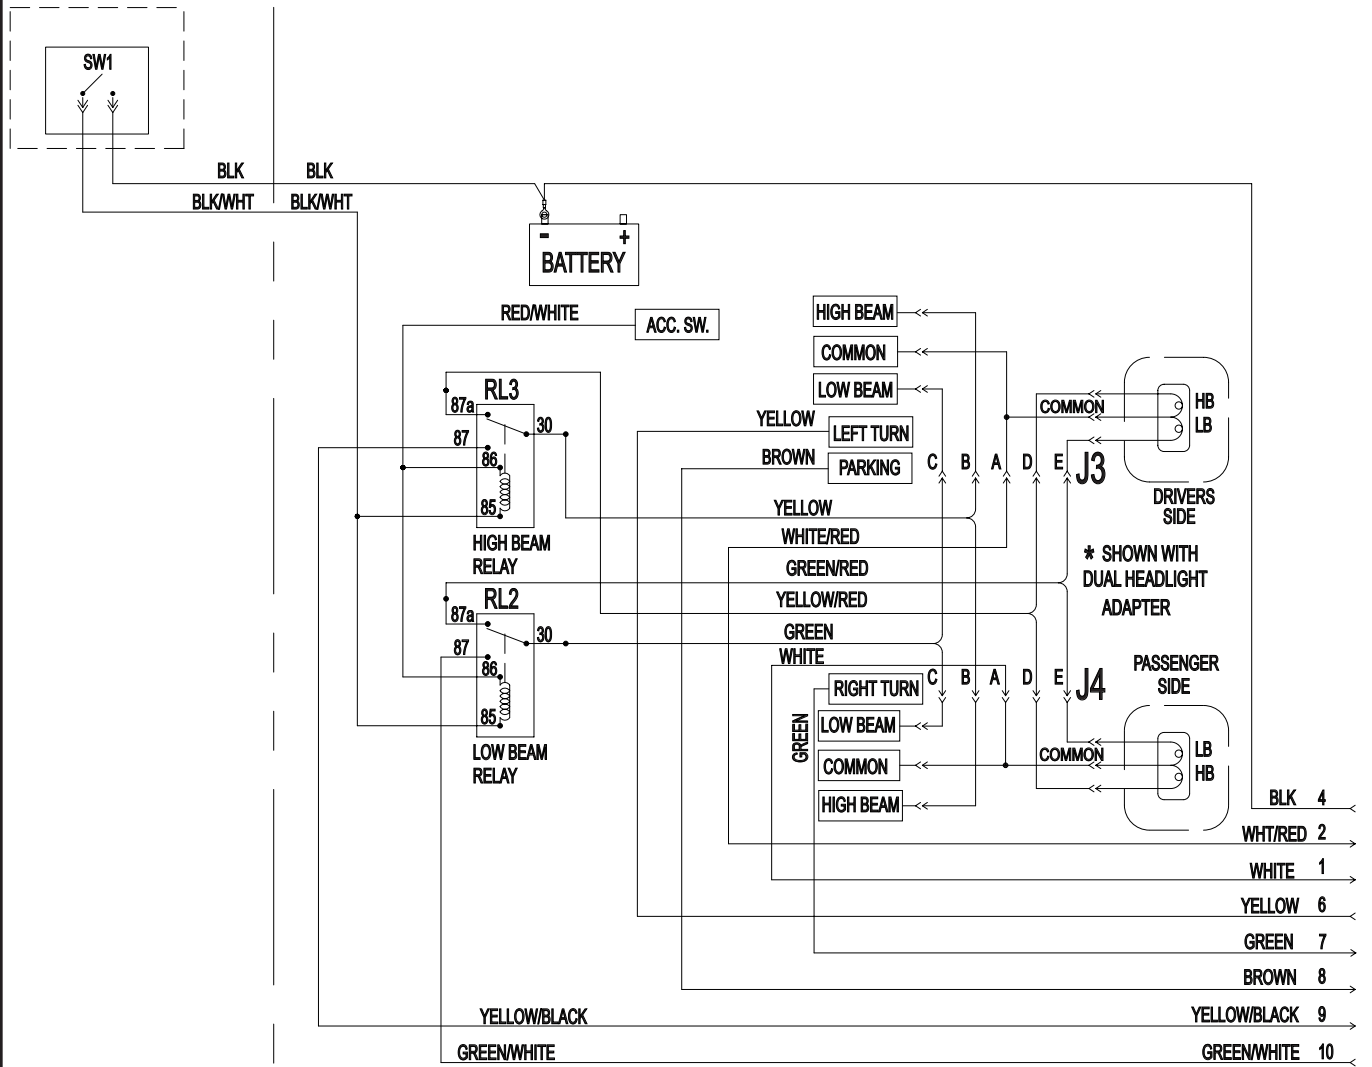 SW1
BLK BLK
BLK/WHT BLK/WHT
- +
BATTERY
RED/WHITE
ACC. SW.
HIGH BEAM
COMMON
LOW BEAM
YELLOW
LEFT TURN
BROWN
PARKING
RL3
87a
87
30
86
85
HIGH BEAM
RELAY
C B A D E J3
COMMON
HB
LB
DRIVERS
SIDE
* SHOWN WITH
DUAL HEADLIGHT
ADAPTER
YELLOW
WHITE/RED
GREEN/RED
YELLOW/RED
GREEN
WHITE
RL2
87a
87
30
86
85
LOW BEAM
RELAY
RIGHT TURN
GREEN
LOW BEAM
COMMON
HIGH BEAM
C B A D E J4
PASSENGER
SIDE
COMMON
LB
HB
BLK 4
WHT/RED 2
WHITE 1
YELLOW 6
GREEN 7
BROWN 8
YELLOW/BLACK YELLOW/BLACK 9
GREEN/WHITE GREEN/WHITE 10